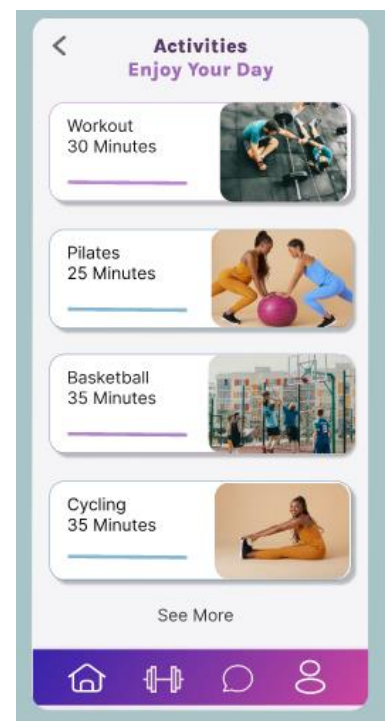 Activities
Enjoy Your Day
Workout
30 Minutes
Pilates
25 Minutes
Basketball
35 Minutes
Cycling
35 Minutes
See More